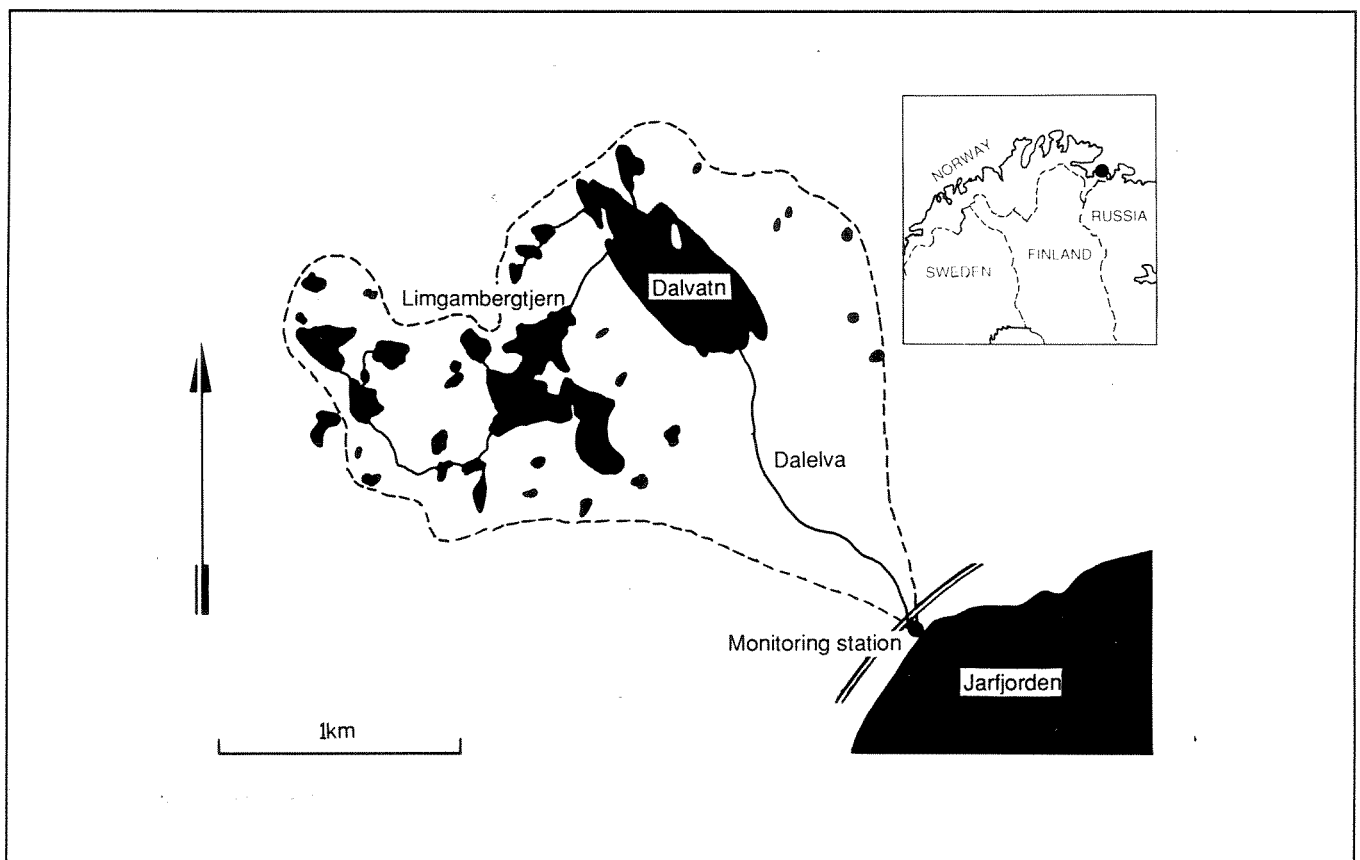 NORWAY
RUSSIA
FINLAND
SWEDEN
Limgambergtjern
Dalvatn
Dalelva
Monitoring station
Jarfjorden
1km